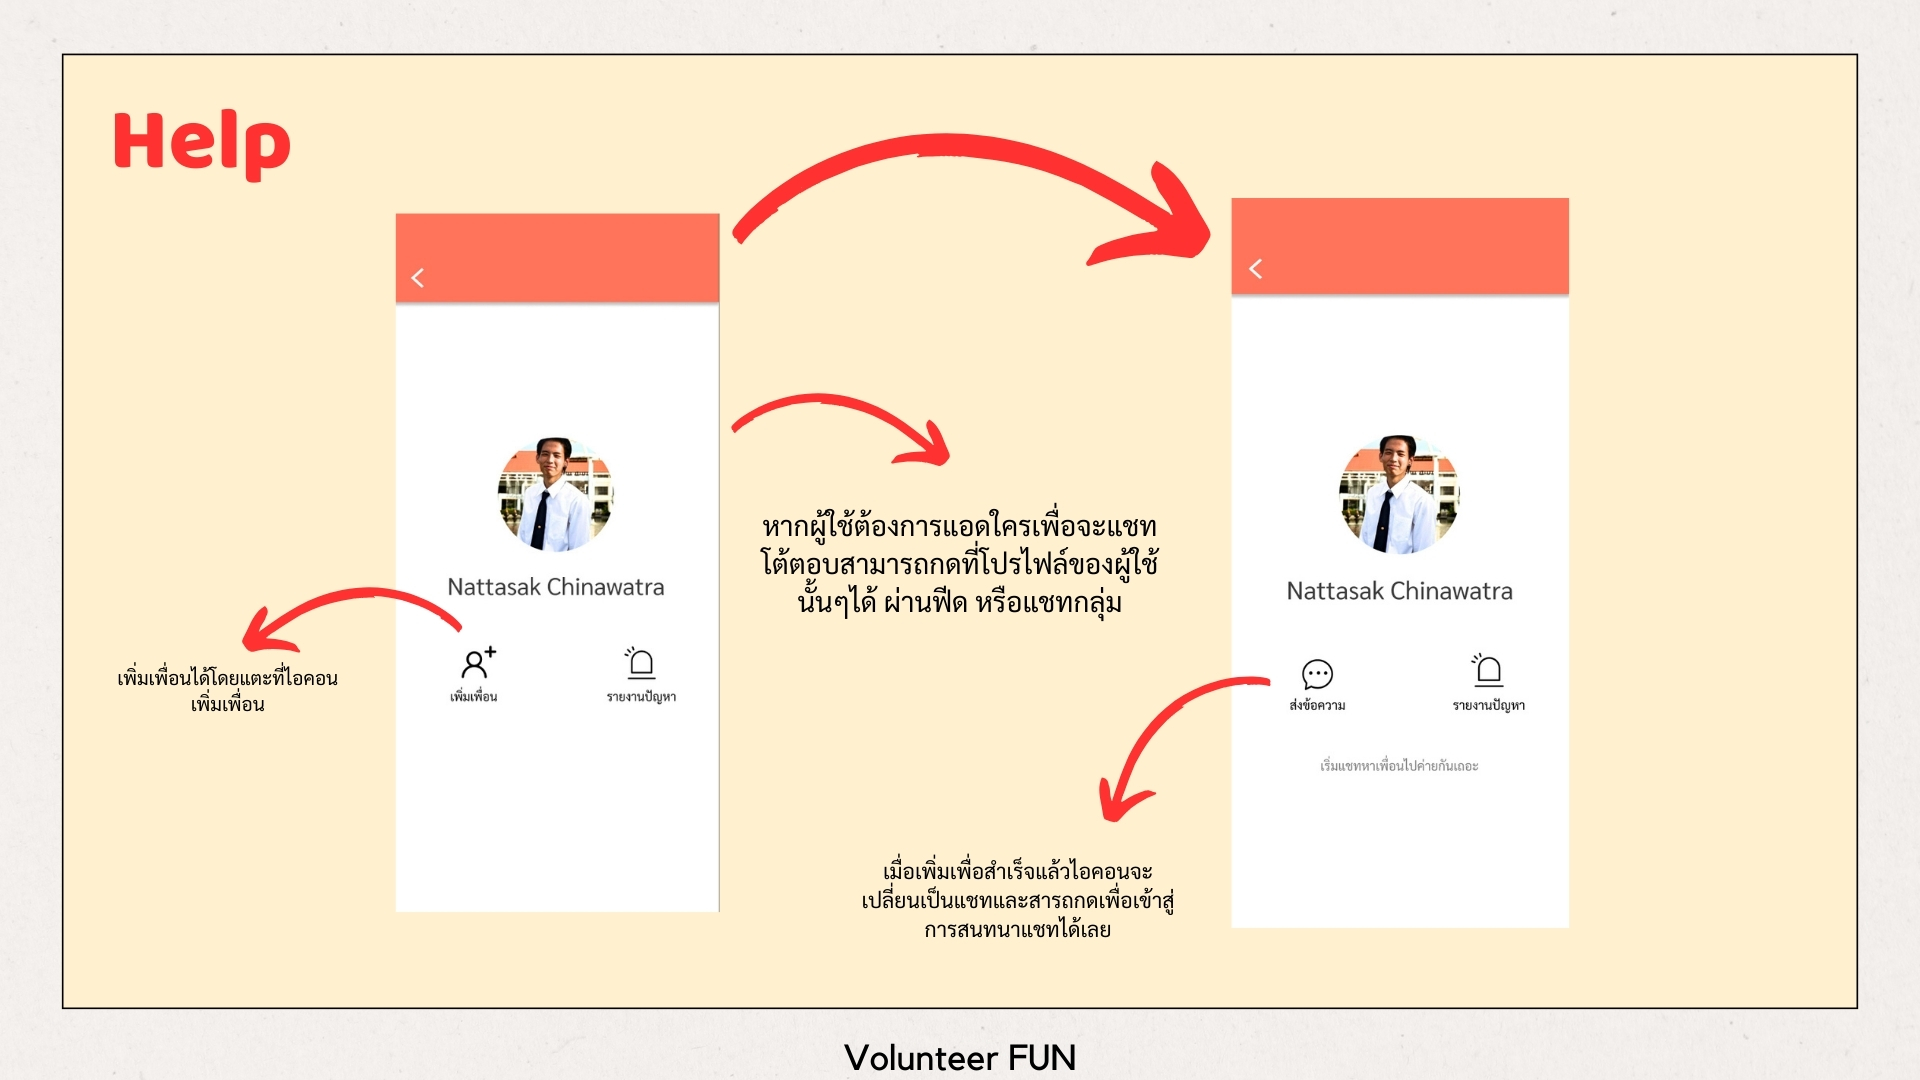 Help
Nattasak Chinawatra
เพิ่มเพื่อน
รายงานปัญหา
เพิ่มเพื่อนได้โดยแตะที่ไอคอน
เพิ่มเพื่อน
หากผู้ใช้ต้องการแอดใครเพื่อจะแชท
โต้ตอบสามารถกดที่โปรไฟล์ของผู้ใช้
นั้นๆได้ ผ่านฟีด หรือแชทกลุ่ม
Nattasak Chinawatra
ส่งข้อความ
รายงานปัญหา
เริ่มแชทหาเพื่อนไปค่ายกันเถอะ
เมื่อเพิ่มเพื่อสำเร็จแล้วไอคอนจะ
เปลี่ยนเป็นแชทและสารถกดเพื่อเข้าสู่
การสนทนาแชทได้เลย
Volunteer FUN